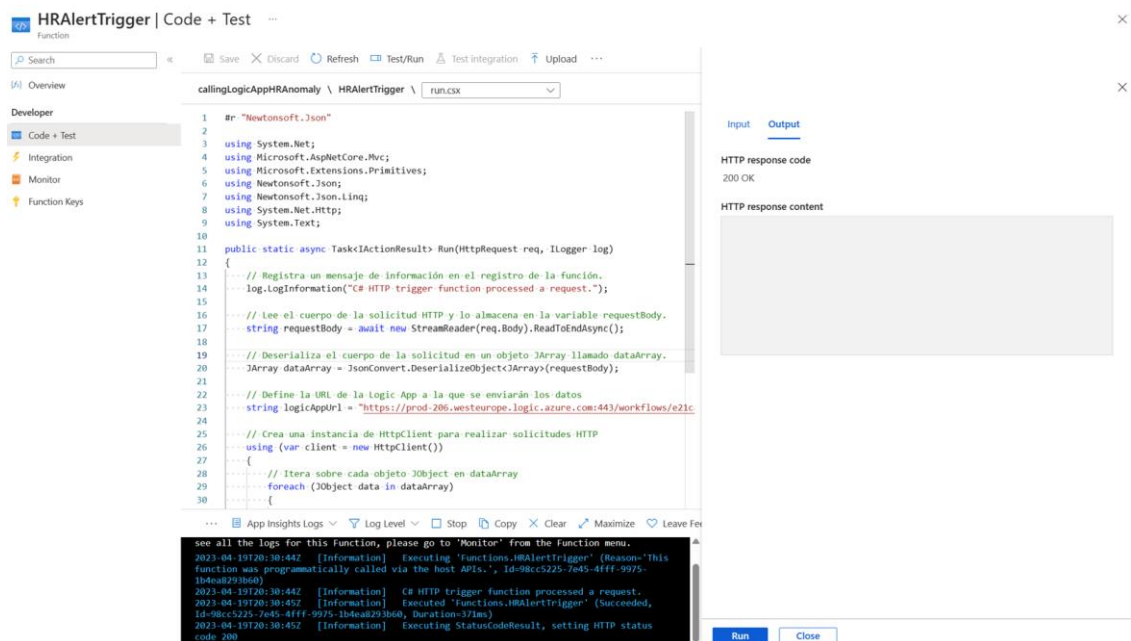 HRAlertTrigger | Code + Test ...
Function
Search
Overview
Developer
Code + Test
Integration
Monitor
Function Keys
Save Discard Refresh Test/Run Test integration Upload ...
callingLogicAppHRAnomaly \ HRAlertTrigger \ run.csx
1 #r "Newtonsoft.Json"
2
3 using System.Net;
4 using Microsoft.AspNetCore.Mvc;
5 using Microsoft.Extensions.Primitives;
6 using Newtonsoft.Json;
7 using Newtonsoft.Json.Linq;
8 using System.Net.Http;
9 using System.Text;
10
11 public static async Task<IActionResult> Run(HttpRequest req, ILogger log)
12 {
13 // Registra un mensaje de información en el registro de la función.
14 log.LogInformation("C# HTTP trigger function processed a request.");
15
16 // Lee el cuerpo de la solicitud HTTP y lo almacena en la variable requestBody.
17 string requestBody = await new StreamReader(req.Body).ReadToEndAsync();
18
19 // Deserializa el cuerpo de la solicitud en un objeto JArray llamado dataArray.
20 JArray dataArray = JsonConvert.DeserializeObject<JArray>(requestBody);
21
22 // Define la URL de la Logic App a la que se enviarán los datos
23 string logicAppUrl = "https://prod-206.westeurope.logic.azure.com:443/workflows/e21c
24
25 // Crea una instancia de HttpClient para realizar solicitudes HTTP
26 using (var client = new HttpClient())
27 {
28 // Itera sobre cada objeto JObject en dataArray
29 foreach (JObject data in dataArray)
30 {
... App Insights Logs Log Level Stop Copy Clear Maximize Leave Fee
see all the logs for this Function, please go to 'Monitor' from the Function menu.
2023-04-19T20:30:44Z [Information] Executing 'Functions.HRAlertTrigger' (Reason='This
function was programmatically called via the host APIs.', Id=98cc5225-7e45-4fff-9975-
1b4ea8293b60)
2023-04-19T20:30:44Z [Information] C# HTTP trigger function processed a request.
2023-04-19T20:30:45Z [Information] Executed 'Functions.HRAlertTrigger' (Succeeded,
Id=98cc5225-7e45-4fff-9975-1b4ea8293b60, Duration=371ms)
2023-04-19T20:30:45Z [Information] Executing StatusCodeResult, setting HTTP status
code 200
Input Output
HTTP response code
200 OK
HTTP response content
Run Close